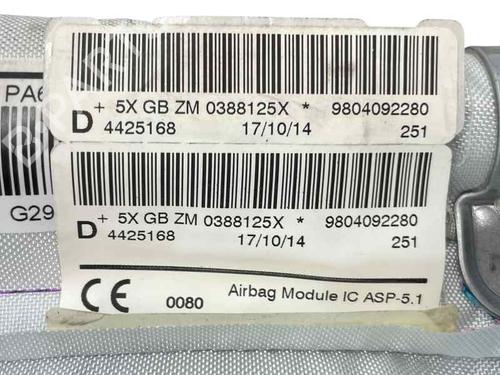 PA6
G29
+ 5X GB ZM 0388125X * 9804092280
D 4425168 17/10/14 251
+ 5X GB ZM 0388125X * 9804092280
D 4425168 17/10/14 251
CE 0080 Airbag Module IC ASP-5.1